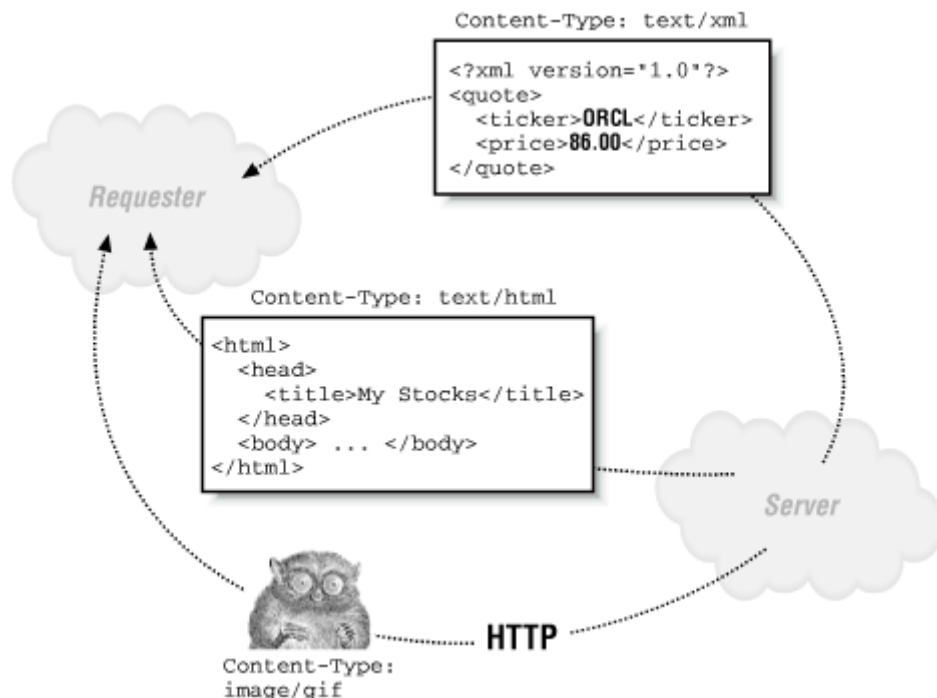 Content-Type: text/xml
<?xml version="1.0"?>
<quote>
  <ticker>ORCL</ticker>
  <price>86.00</price>
</quote>
Requester
Content-Type: text/html
<html>
  <head>
    <title>My Stocks</title>
  </head>
  <body> ... </body>
</html>
Server
HTTP
Content-Type:
image/gif